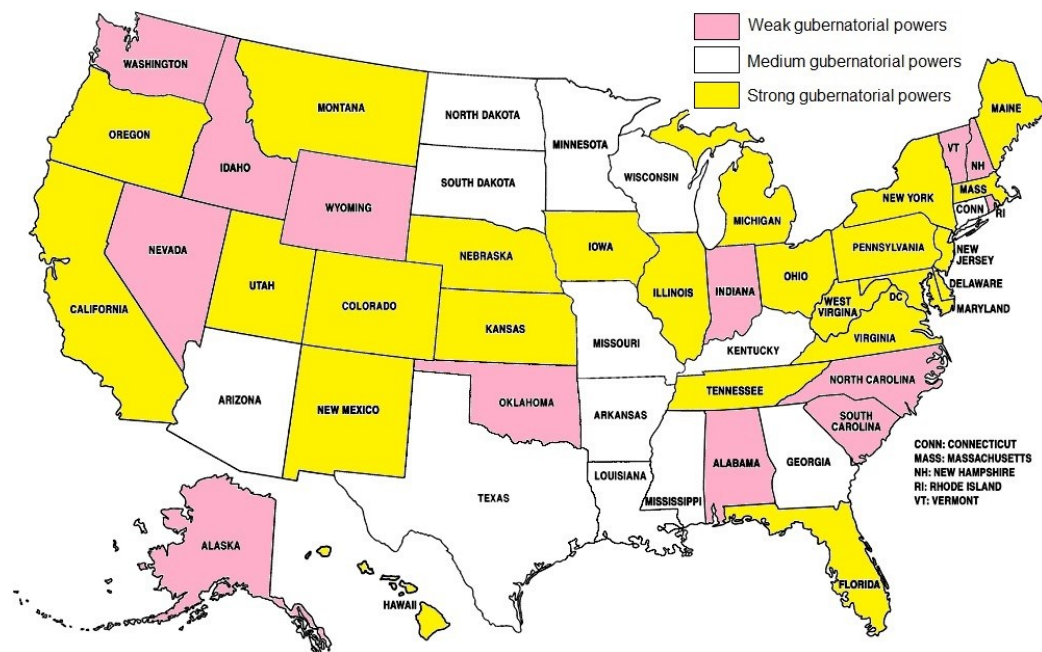 Weak gubernatorial powers
Medium gubernatorial powers
Strong gubernatorial powers
WASHINGTON
MONTANA
NORTH DAKOTA
MINNESOTA
MAINE
OREGON
IDAHO
SOUTH DAKOTA
WISCONSIN
VT
NH
WYOMING
MICHIGAN
NEW YORK
MASS
CONN
RI
NEVADA
NEBRASKA
IOWA
PENNSYLVANIA
NEW
JERSEY
UTAH
COLORADO
ILLINOIS
INDIANA
OHIO
DELAWARE
CALIFORNIA
KANSAS
MISSOURI
WEST
VIRGINA
DC
MARYLAND
KENTUCKY
VIRGINIA
ARIZONA
NEW MEXICO
OKLAHOMA
ARKANSAS
TENNESSEE
NORTH CAROLINA
SOUTH
CAROLINA
TEXAS
LOUISIANA
MISSISSIPPI
ALABAMA
GEORGIA
CONN: CONNECTICUT
MASS: MASSACHUSETTS
NH: NEW HAMPSHIRE
RI: RHODE ISLAND
VT: VERMONT
ALASKA
HAWAII
FLORIDA